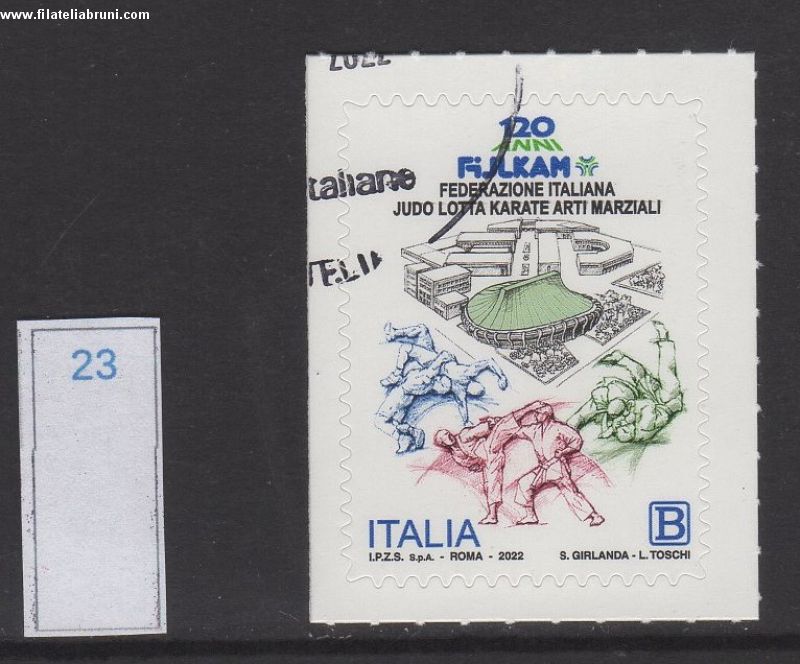 www.filateliabruni.com
2022
120
ANNI
FIJLKAM
FEDERAZIONE ITALIANA
JUDO LOTTA KARATE ARTI MARZIALI
taliane
23
ITALIA B
I.P.Z.S. S.p.A. - ROMA - 2022 S. GIRLANDA - L. TOSCHI